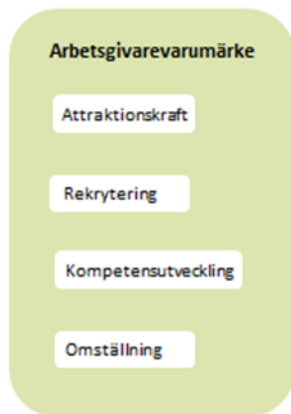 Arbetsgivarevarumärke
Attraktionskraft
Rekrytering
Kompetensutveckling
Omställning